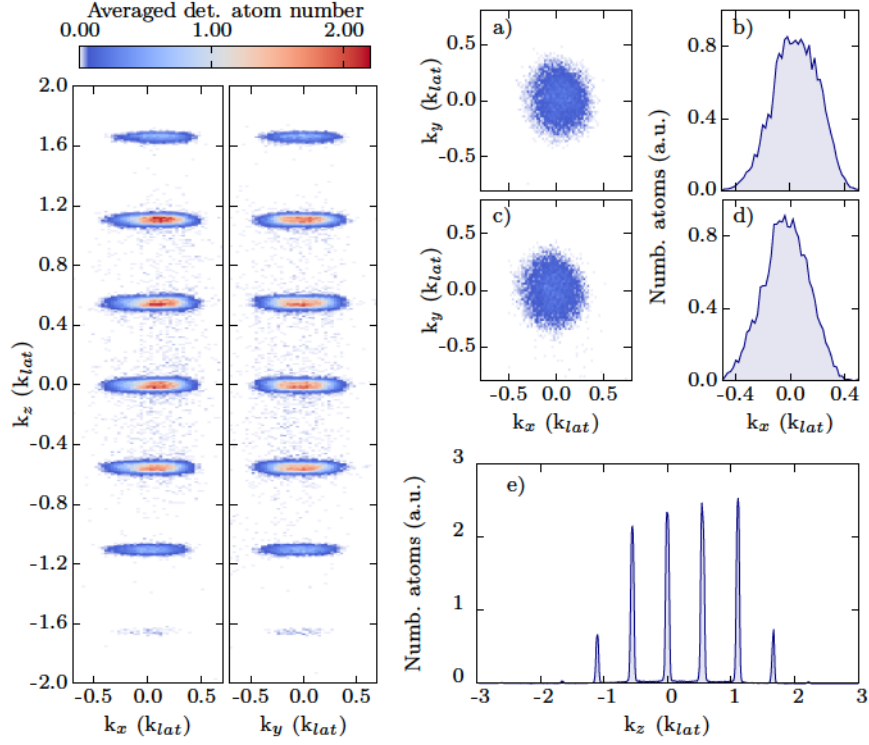 Averaged det. atom number
0.00 1.00 2.00
2.0
1.6
1.2
0.8
0.4
0.0
-0.4
-0.8
-1.2
-1.6
-2.0
k_z (k_lat)
-0.5 0.0 0.5 -0.5 0.0 0.5
k_x (k_lat) k_y (k_lat)
a)
0.5
0.0
-0.5
k_y (k_lat)
b)
0.8
0.4
0.0
c)
0.5
0.0
-0.5
k_y (k_lat)
-0.5 0.0 0.5
k_x (k_lat)
d)
0.8
0.4
0.0
Numb. atoms (a.u.)
-0.4 0.0 0.4
k_x (k_lat)
e)
3
2
1
0
Numb. atoms (a.u.)
-3 -2 -1 0 1 2 3
k_z (k_lat)